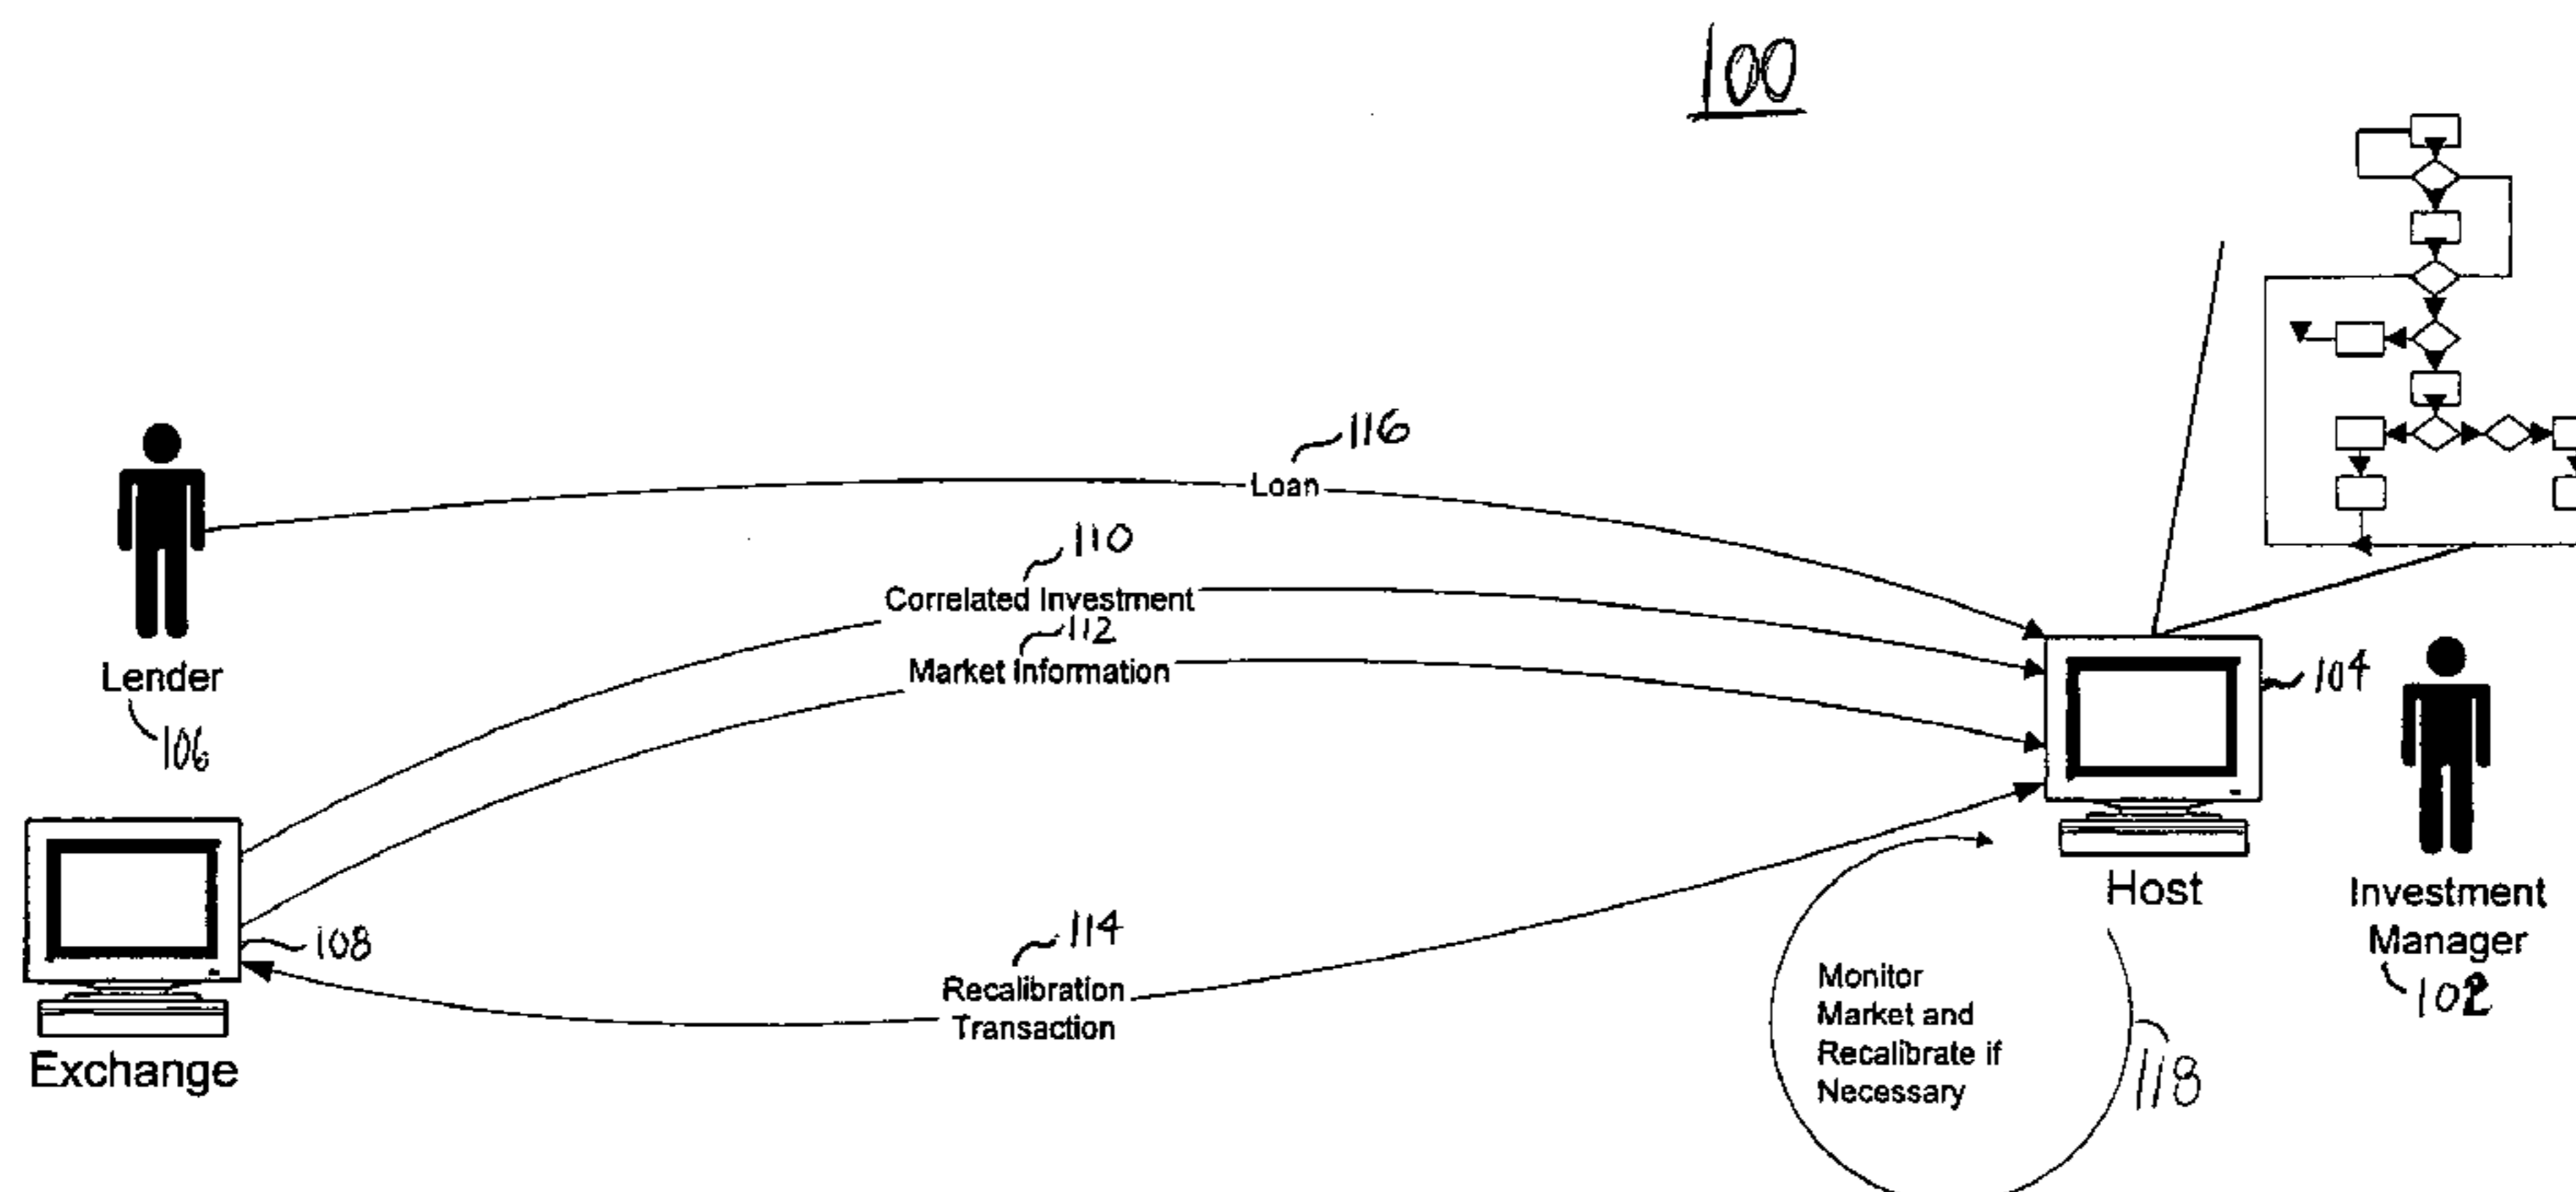 100
116
Loan
110
Correlated Investment
112
Market Information
Lender
106
104
108
Exchange
114
Recalibration
Transaction
Host
Investment
Manager
102
Monitor
Market and
Recalibrate if
Necessary
118